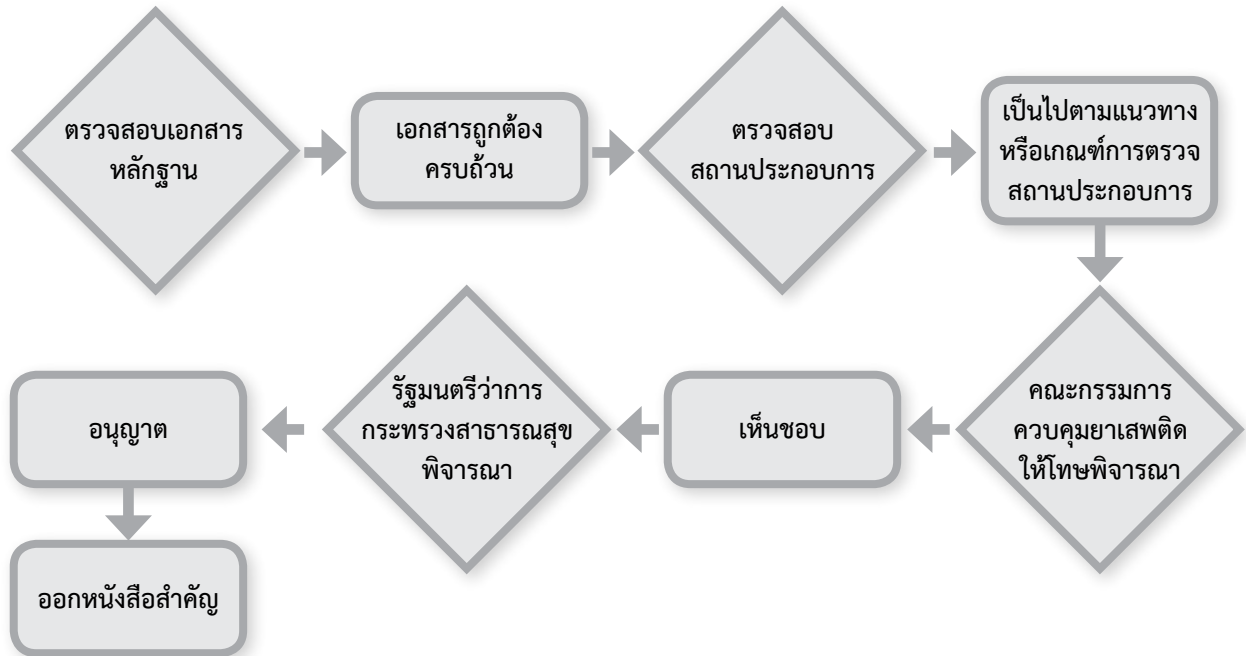 ตรวจสอบเอกสาร
หลักฐาน
เอกสารถูกต้อง
ครบถ้วน
ตรวจสอบ
สถานประกอบการ
เป็นไปตามแนวทาง
หรือเกณฑ์การตรวจ
สถานประกอบการ
คณะกรรมการ
ควบคุมยาเสพติด
ให้โทษพิจารณา
เห็นชอบ
รัฐมนตรีว่าการ
กระทรวงสาธารณสุข
พิจารณา
อนุญาต
ออกหนังสือสำคัญ